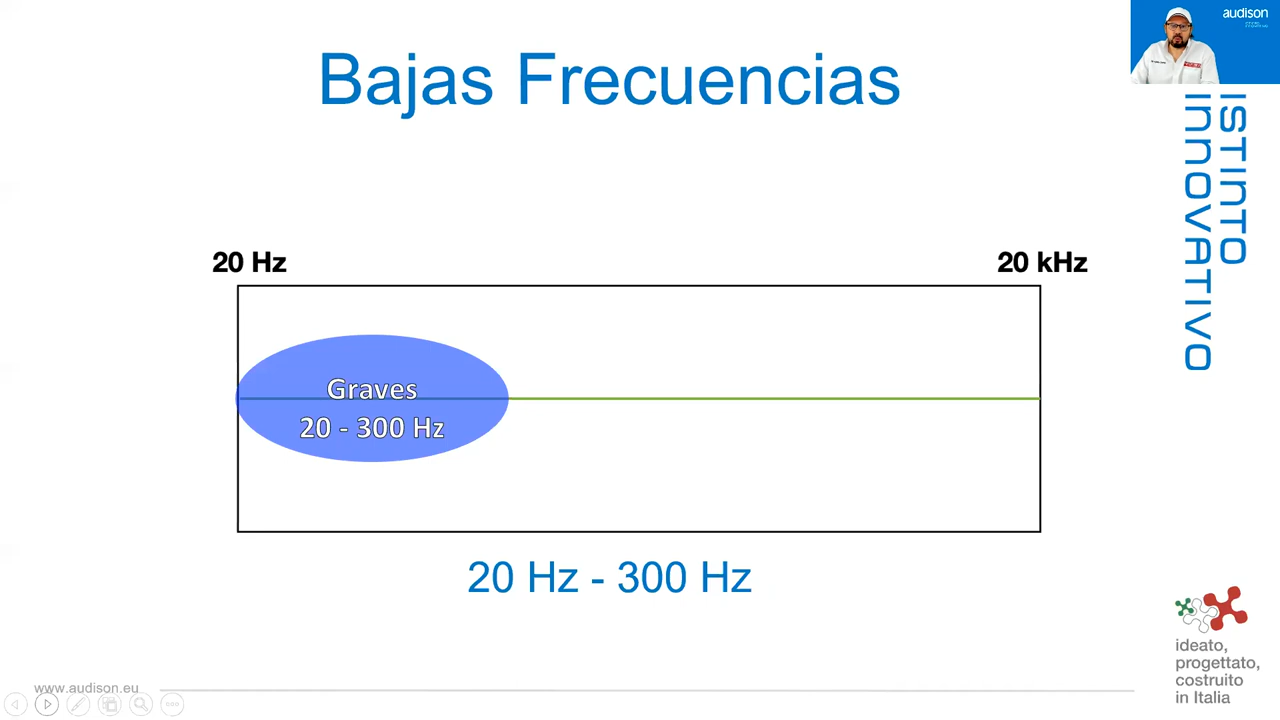 Bajas Frecuencias
audison
ISTINTO
INNOVATIVO
20 Hz
20 kHz
Graves
20 - 300 Hz
20 Hz - 300 Hz
ideato,
progettato,
costruito
in Italia
www.audison.eu